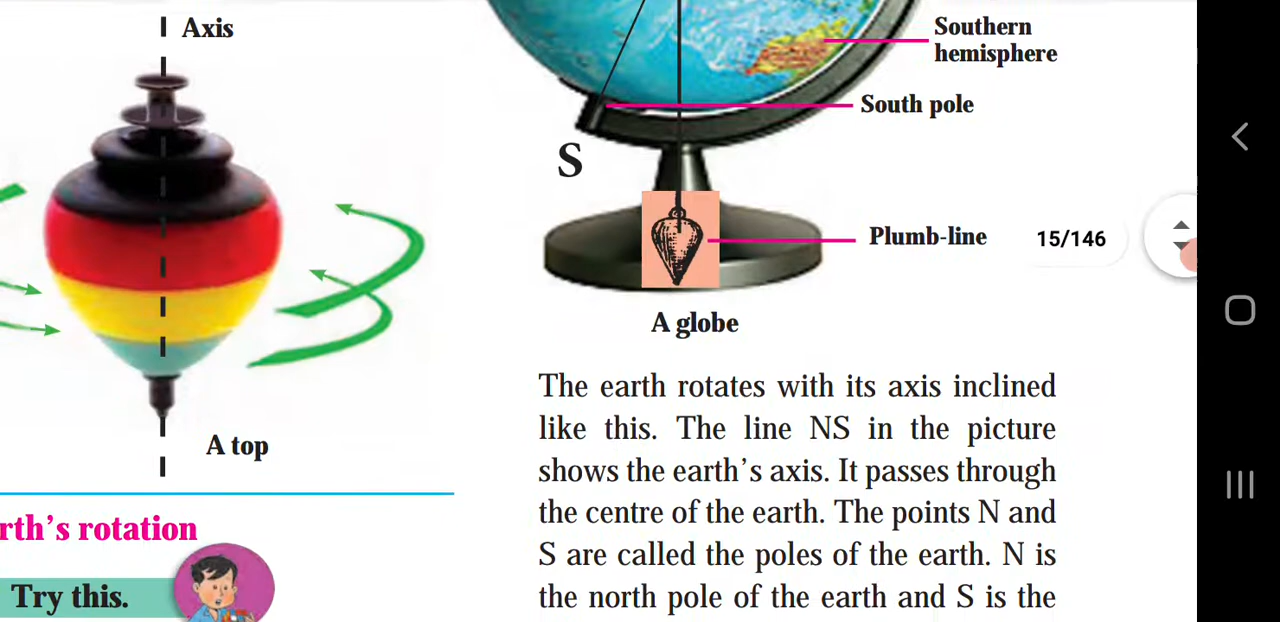 Axis
A top
rth's rotation
Try this.
Southern
hemisphere
South pole
S
Plumb-line
15/146
A globe
The earth rotates with its axis inclined
like this. The line NS in the picture
shows the earth's axis. It passes through
the centre of the earth. The points N and
S are called the poles of the earth. N is
the north pole of the earth and S is the